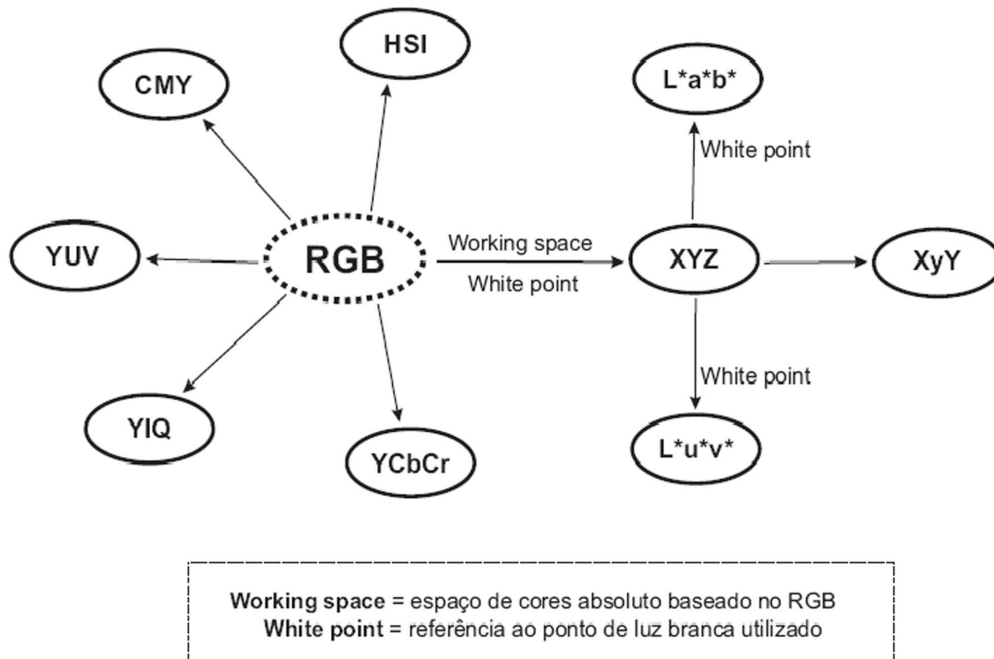 HSI
CMY
L*a*b*
White point
YUV
RGB
Working space
White point
XYZ
XyY
White point
YIQ
YCbCr
L*u*v*
Working space = espaço de cores absoluto baseado no RGB
White point = referência ao ponto de luz branca utilizado